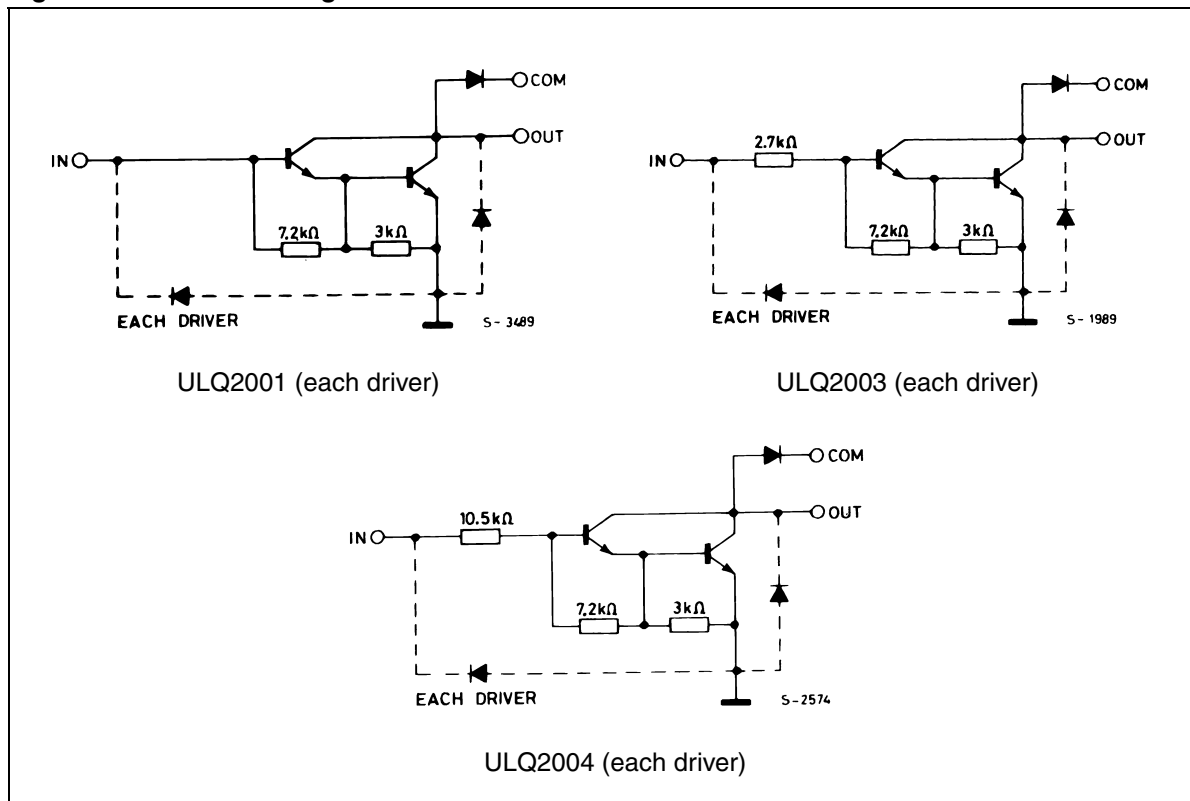 COM
OUT
IN
7.2kΩ
3kΩ
EACH DRIVER
S-3489
ULQ2001 (each driver)
COM
OUT
IN
2.7kΩ
7.2kΩ
3kΩ
EACH DRIVER
S-1989
ULQ2003 (each driver)
COM
OUT
IN
10.5kΩ
7.2kΩ
3kΩ
EACH DRIVER
S-2574
ULQ2004 (each driver)